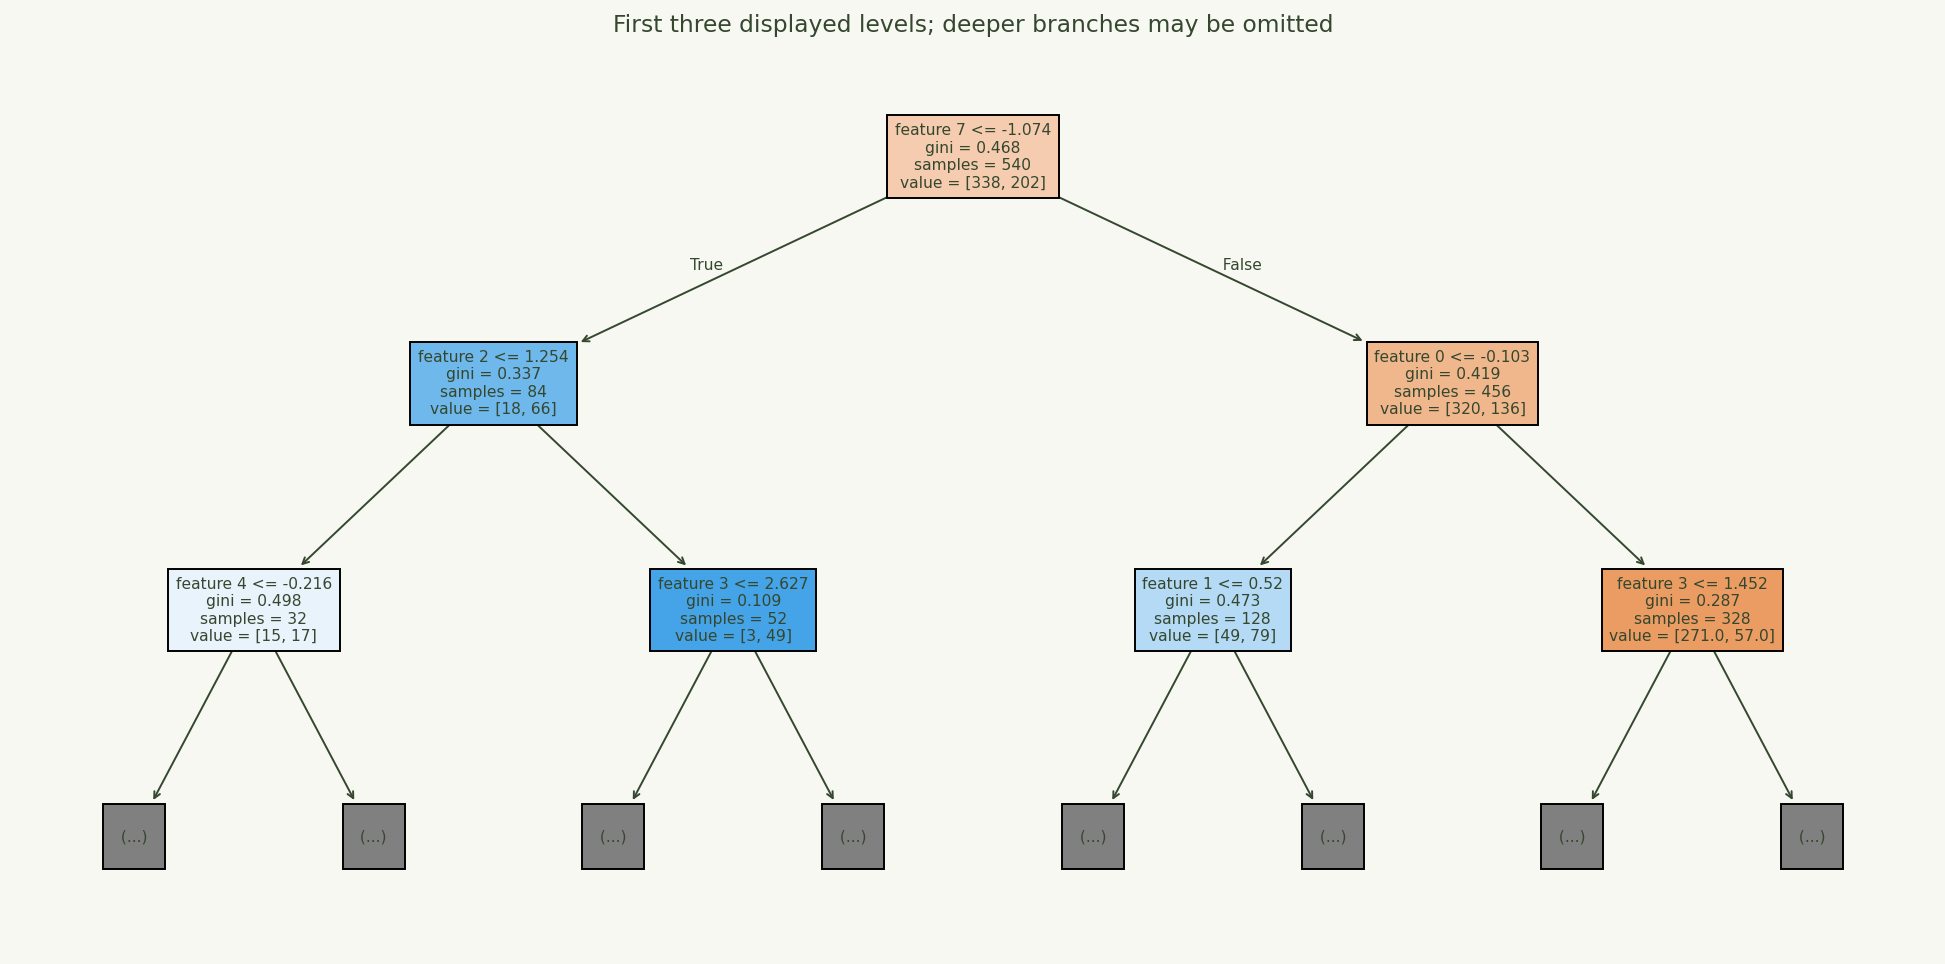 First three displayed levels; deeper branches may be omitted
feature 7 <= -1.074
gini = 0.468
samples = 540
value = [338, 202]
True
False
feature 2 <= 1.254
gini = 0.337
samples = 84
value = [18, 66]
feature 0 <= -0.103
gini = 0.419
samples = 456
value = [320, 136]
feature 4 <= -0.216
gini = 0.498
samples = 32
value = [15, 17]
feature 3 <= 2.627
gini = 0.109
samples = 52
value = [3, 49]
feature 1 <= 0.52
gini = 0.473
samples = 128
value = [49, 79]
feature 3 <= 1.452
gini = 0.287
samples = 328
value = [271.0, 57.0]
(...)
(...)
(...)
(...)
(...)
(...)
(...)
(...)